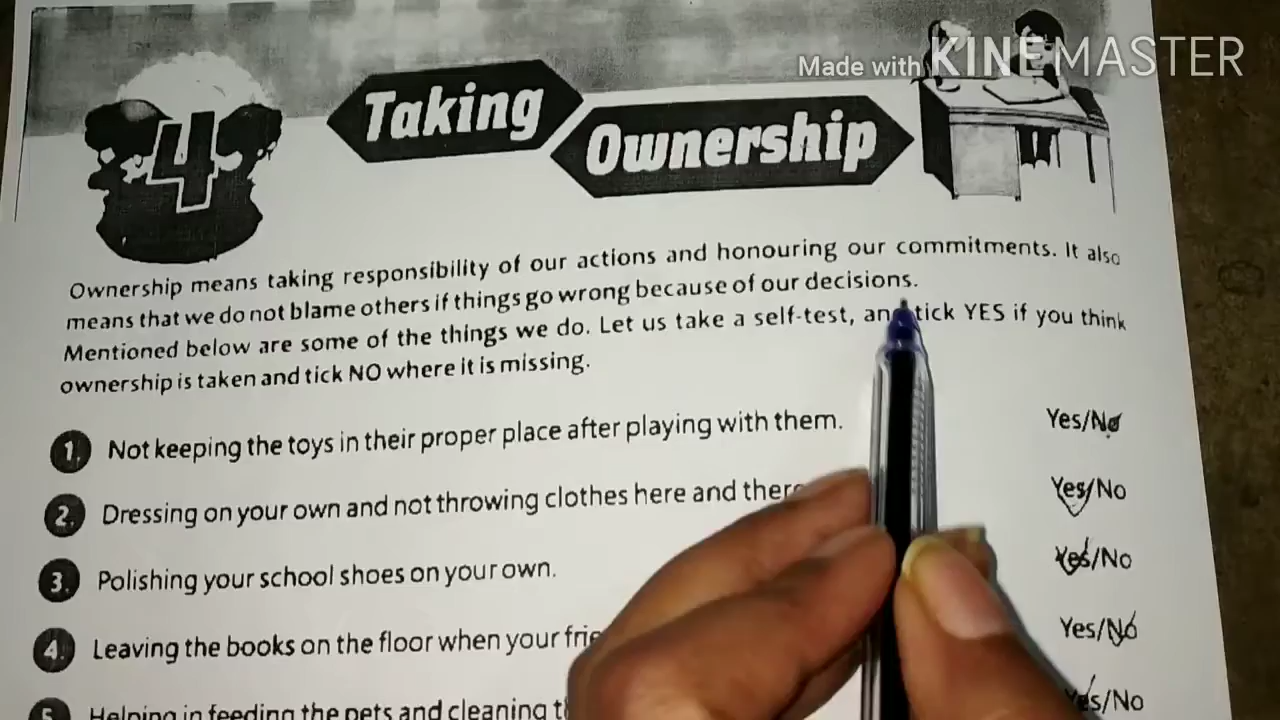 Made with KINEMASTER
4
Taking
Ownership
Ownership means taking responsibility of our actions and honouring our commitments. It also
means that we do not blame others if things go wrong because of our decisions.
Mentioned below are some of the things we do. Let us take a self-test, and tick YES if you think
ownership is taken and tick NO where it is missing.
1. Not keeping the toys in their proper place after playing with them. Yes/No
2. Dressing on your own and not throwing clothes here and there Yes/No
3. Polishing your school shoes on your own. Yes/No
4. Leaving the books on the floor when your Yes/No
5. Helping in feeding the pets and cleaning Yes/No